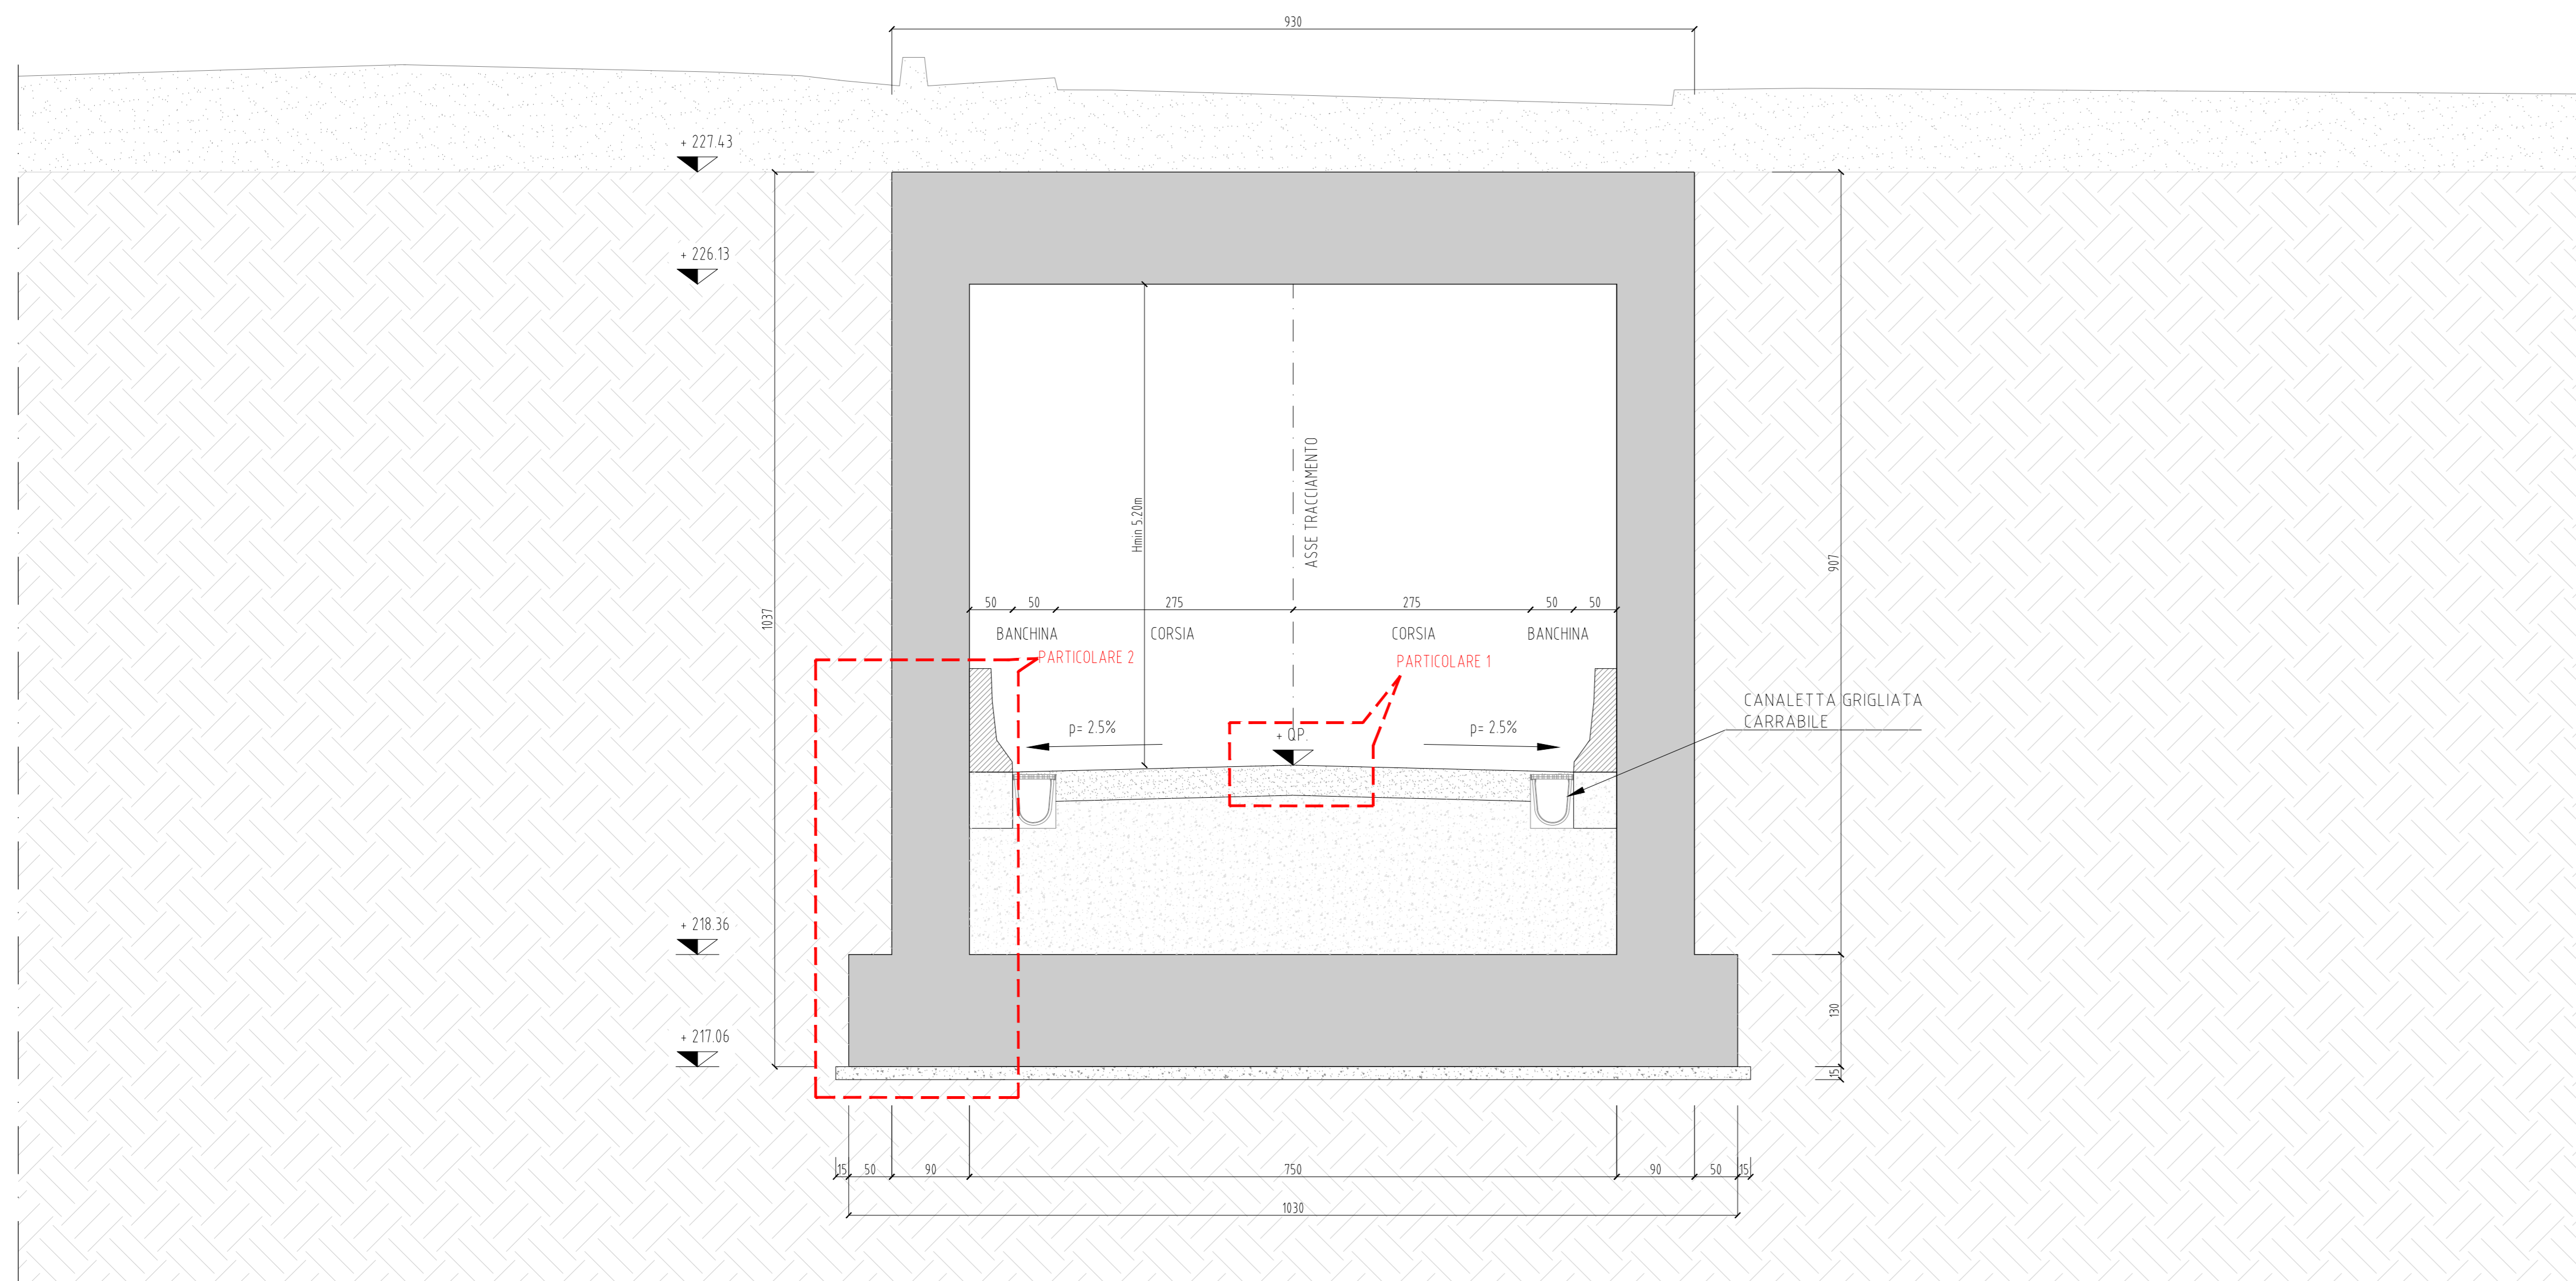 930
+ 227.43
+ 226.13
1037
907
Hmin 5.20m
ASSE TRACCIAMENTO
50 50 275 275 50 50
BANCHINA CORSIA CORSIA BANCHINA
PARTICOLARE 2
PARTICOLARE 1
CANALETTA GRIGLIATA
CARRABILE
p= 2.5% p= 2.5%
+ QP.
+ 218.36
+ 217.06
130
15
15 50 90 750 90 50 15
1030